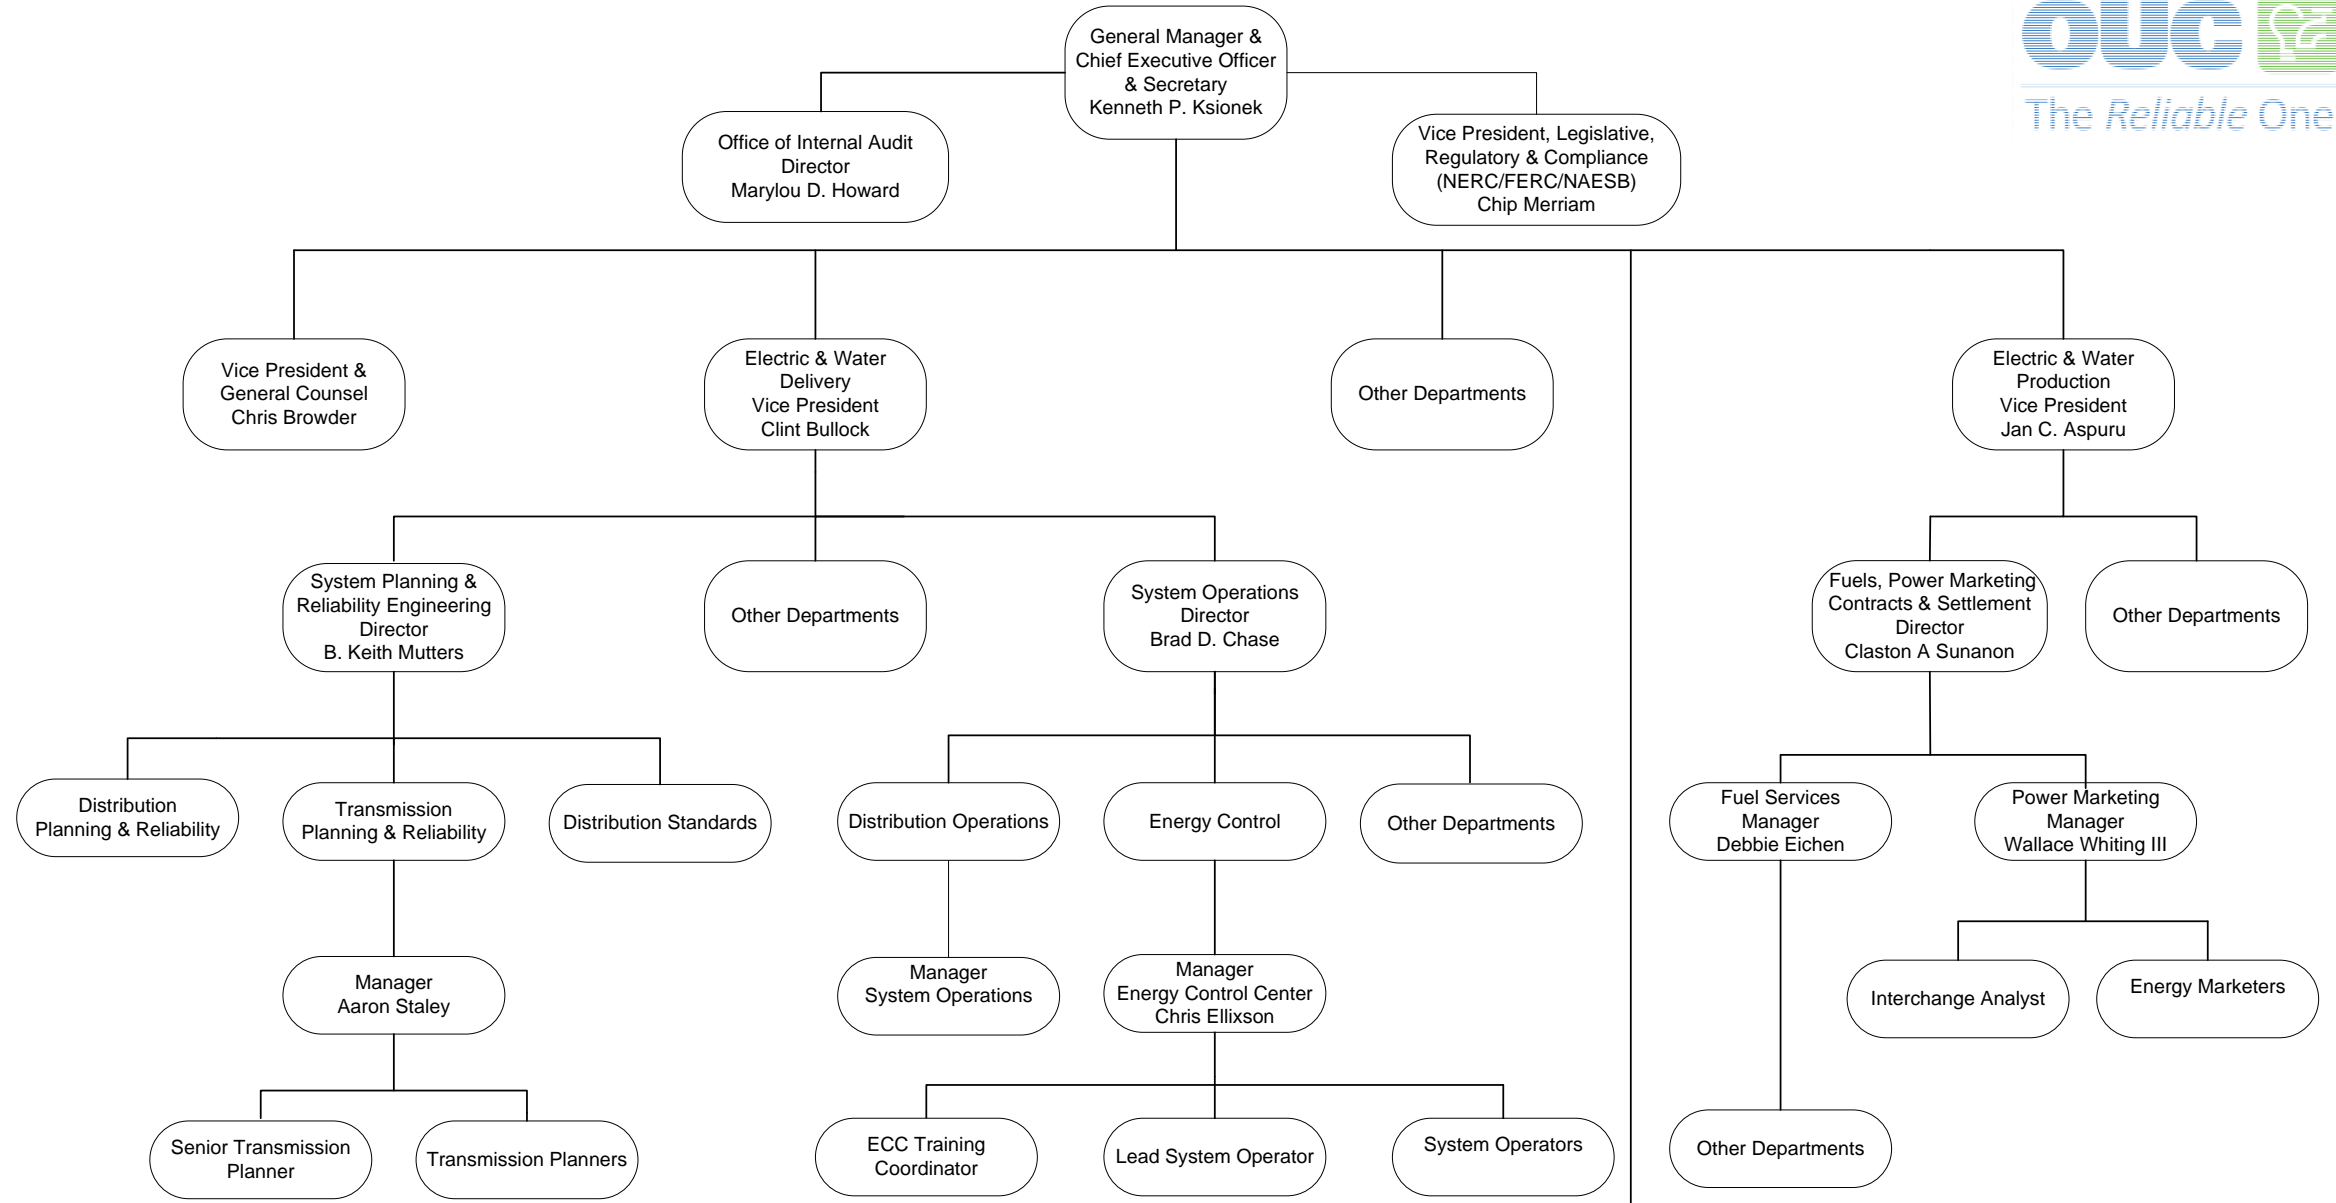 OUC
The Reliable One
General Manager &
Chief Executive Officer
& Secretary
Kenneth P. Ksionek
Office of Internal Audit
Director
Marylou D. Howard
Vice President, Legislative,
Regulatory & Compliance
(NERC/FERC/NAESB)
Chip Merriam
Vice President &
General Counsel
Chris Browder
Electric & Water
Delivery
Vice President
Clint Bullock
Other Departments
Electric & Water
Production
Vice President
Jan C. Aspuru
System Planning &
Reliability Engineering
Director
B. Keith Mutters
Other Departments
System Operations
Director
Brad D. Chase
Fuels, Power Marketing
Contracts & Settlement
Director
Claston A Sunanon
Other Departments
Distribution
Planning & Reliability
Transmission
Planning & Reliability
Distribution Standards
Distribution Operations
Energy Control
Other Departments
Fuel Services
Manager
Debbie Eichen
Power Marketing
Manager
Wallace Whiting III
Manager
Aaron Staley
Manager
System Operations
Manager
Energy Control Center
Chris Ellixson
Interchange Analyst
Energy Marketers
Senior Transmission
Planner
Transmission Planners
ECC Training
Coordinator
Lead System Operator
System Operators
Other Departments